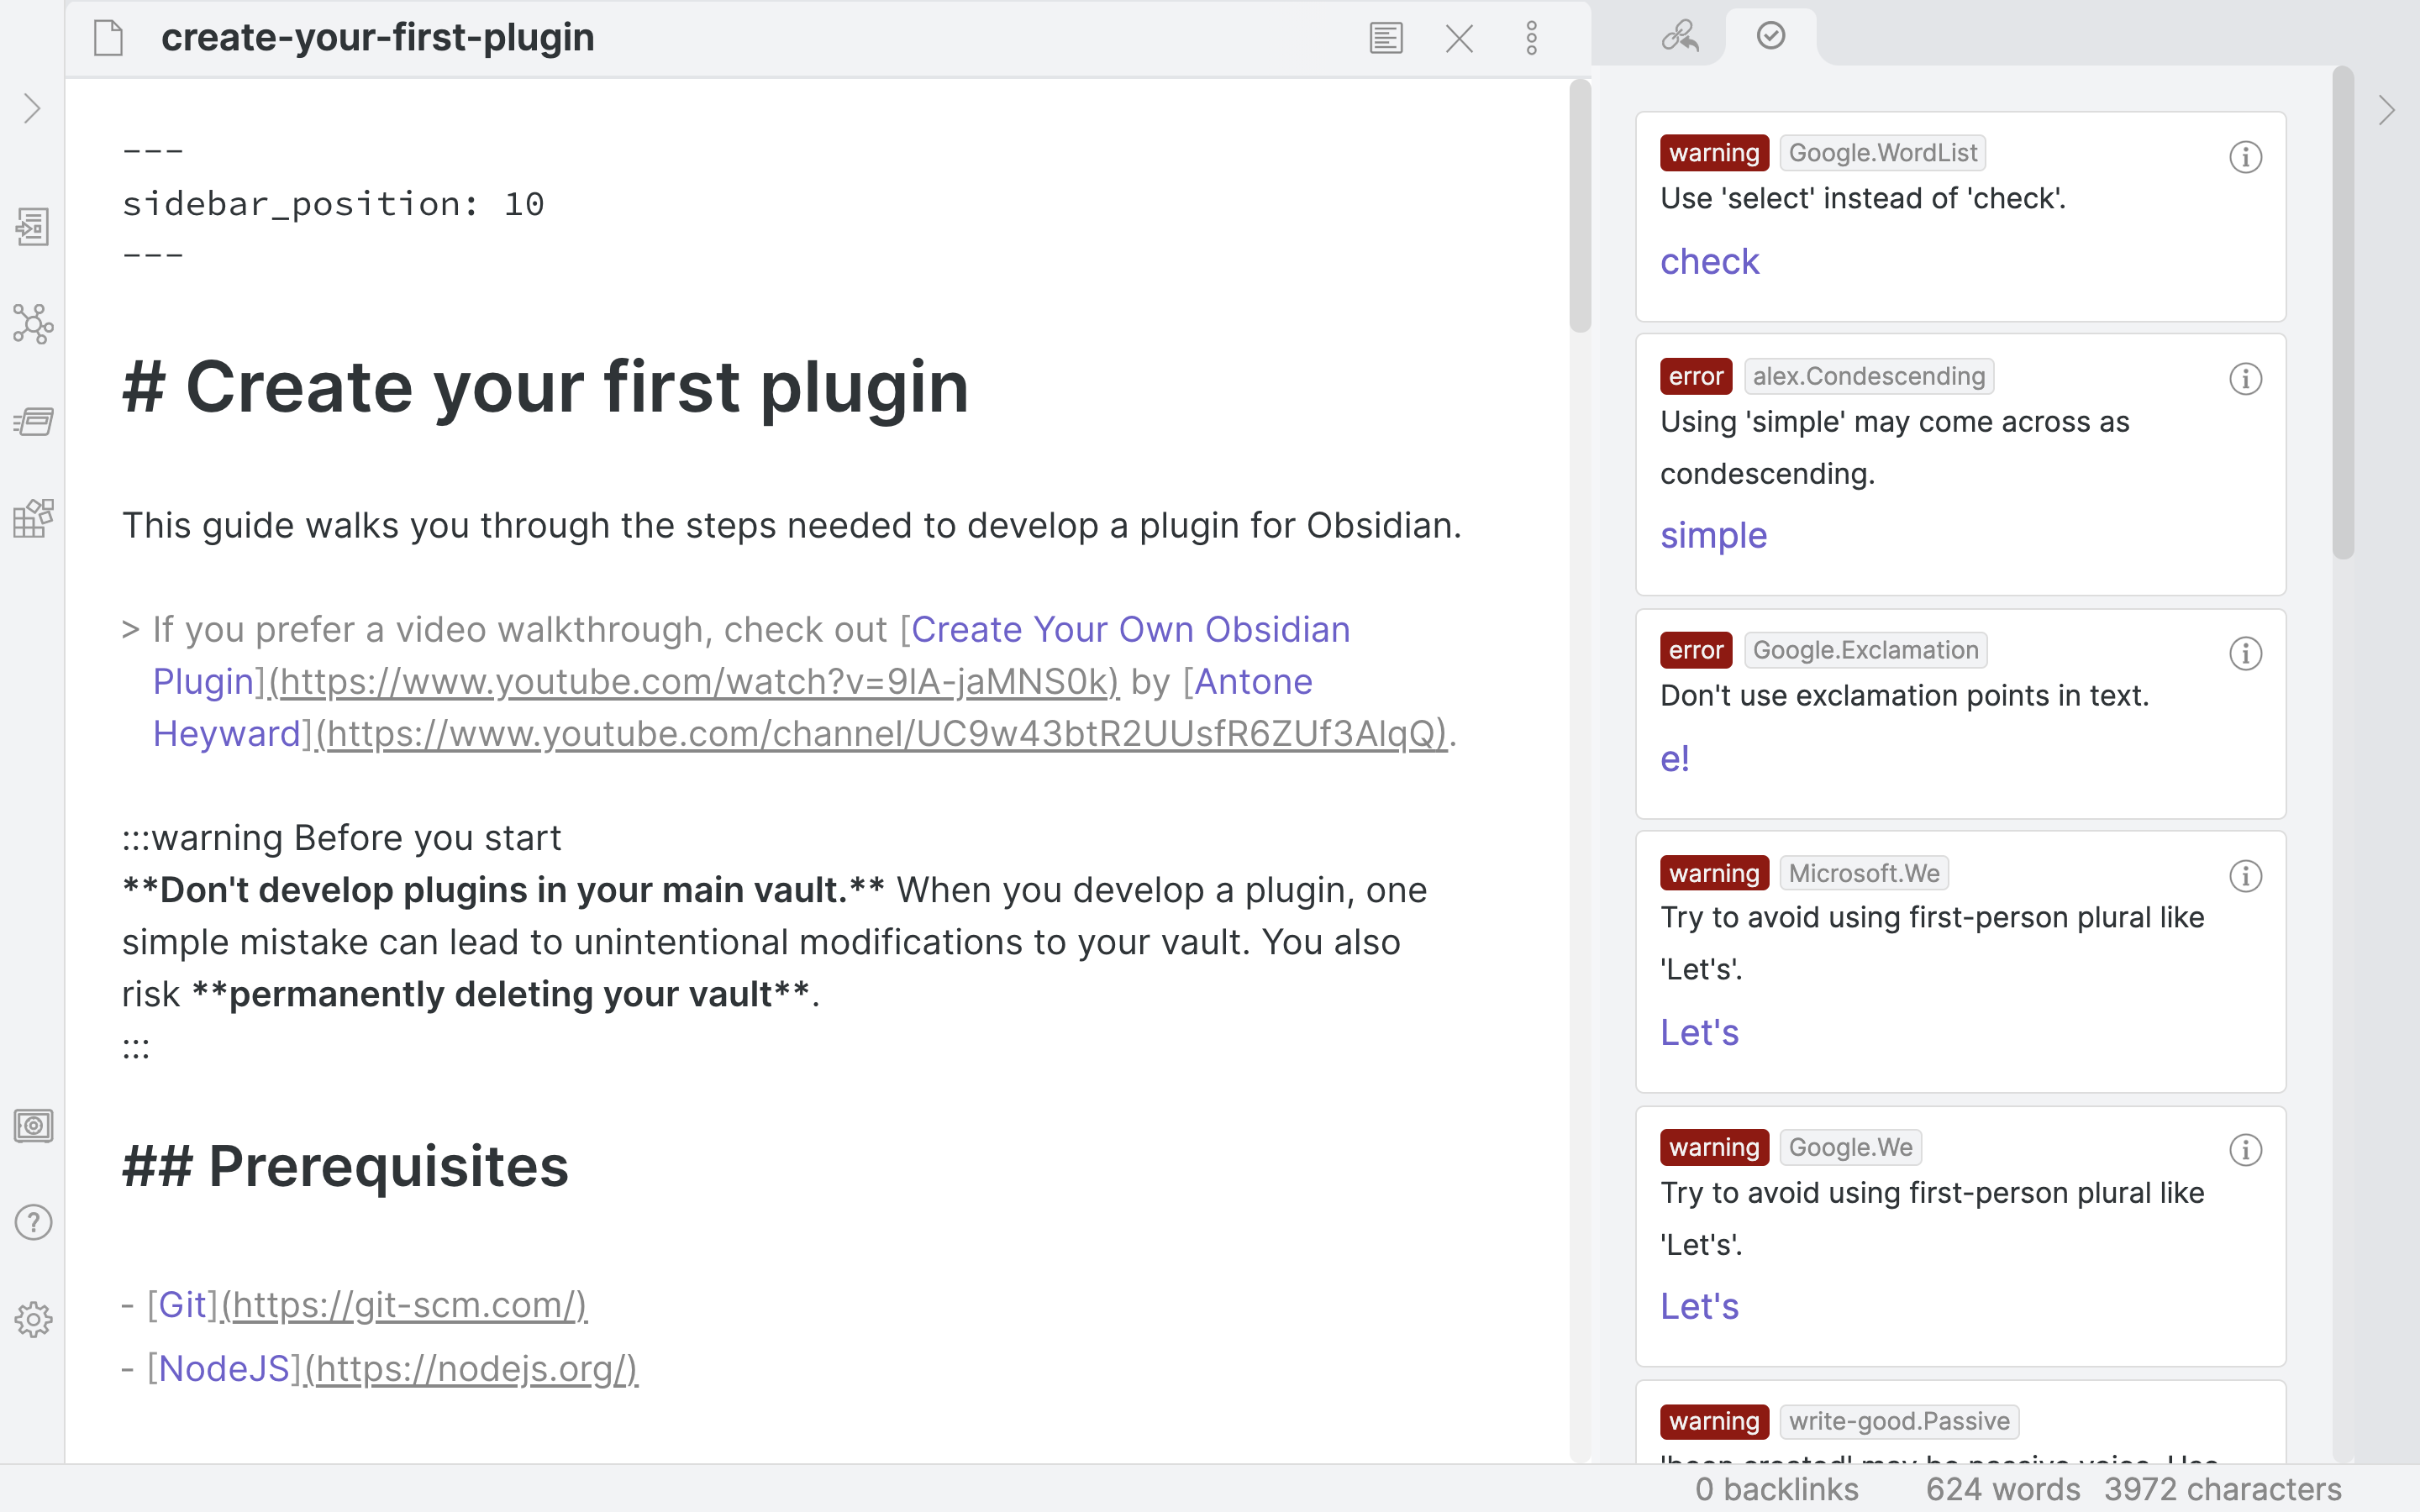 create-your-first-plugin
---
sidebar_position: 10
---
# Create your first plugin
This guide walks you through the steps needed to develop a plugin for Obsidian.
> If you prefer a video walkthrough, check out [Create Your Own Obsidian
Plugin](https://www.youtube.com/watch?v=9lA-jaMNS0k) by [Antone
Heyward](https://www.youtube.com/channel/UC9w43btR2UUsfR6ZUf3AlqQ).
:::warning Before you start
**Don't develop plugins in your main vault.** When you develop a plugin, one
simple mistake can lead to unintentional modifications to your vault. You also
risk **permanently deleting your vault**.
:::
## Prerequisites
- [Git](https://git-scm.com/)
- [NodeJS](https://nodejs.org/)
warning Google.WordList
Use 'select' instead of 'check'.
check
error alex.Condescending
Using 'simple' may come across as
condescending.
simple
error Google.Exclamation
Don't use exclamation points in text.
e!
warning Microsoft.We
Try to avoid using first-person plural like
'Let's'.
Let's
warning Google.We
Try to avoid using first-person plural like
'Let's'.
Let's
warning write-good.Passive
'been created' may be passive voice. Use
0 backlinks 624 words 3972 characters